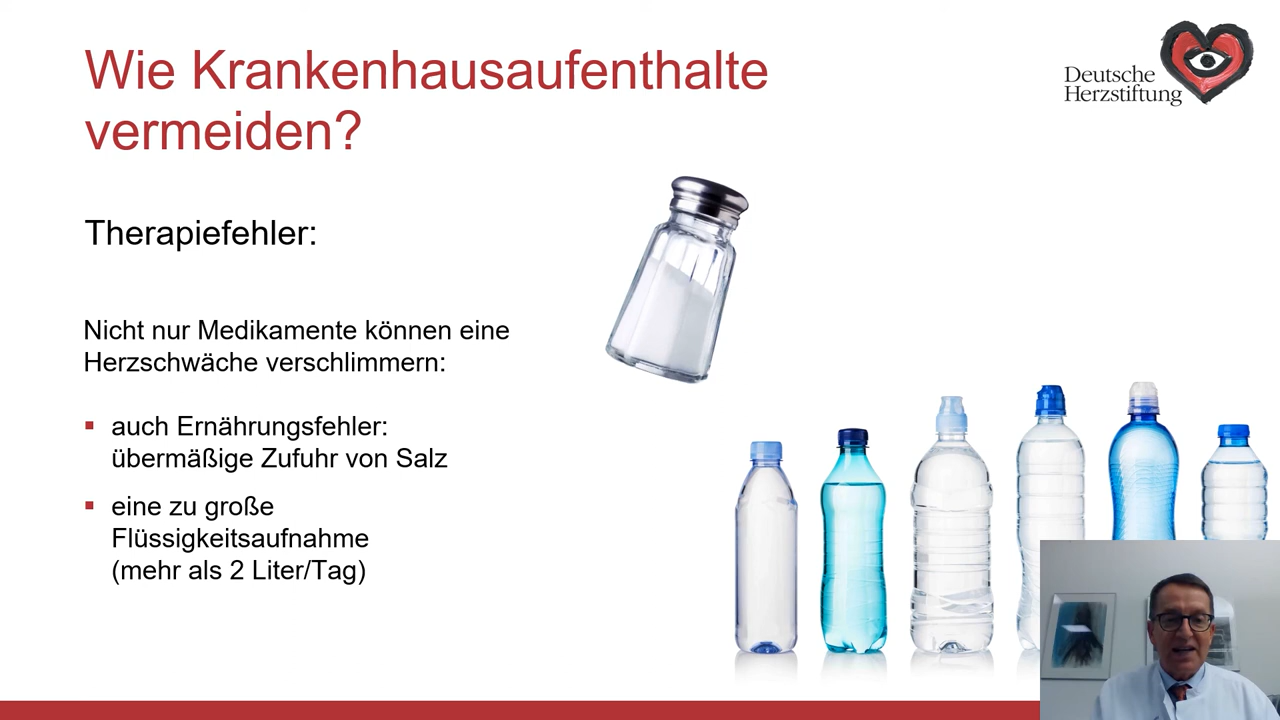 Wie Krankenhausaufenthalte
vermeiden?
Deutsche
Herzstiftung
Therapiefehler:
Nicht nur Medikamente können eine
Herzschwäche verschlimmern:
▪ auch Ernährungsfehler:
übermäßige Zufuhr von Salz
▪ eine zu große
Flüssigkeitsaufnahme
(mehr als 2 Liter/Tag)